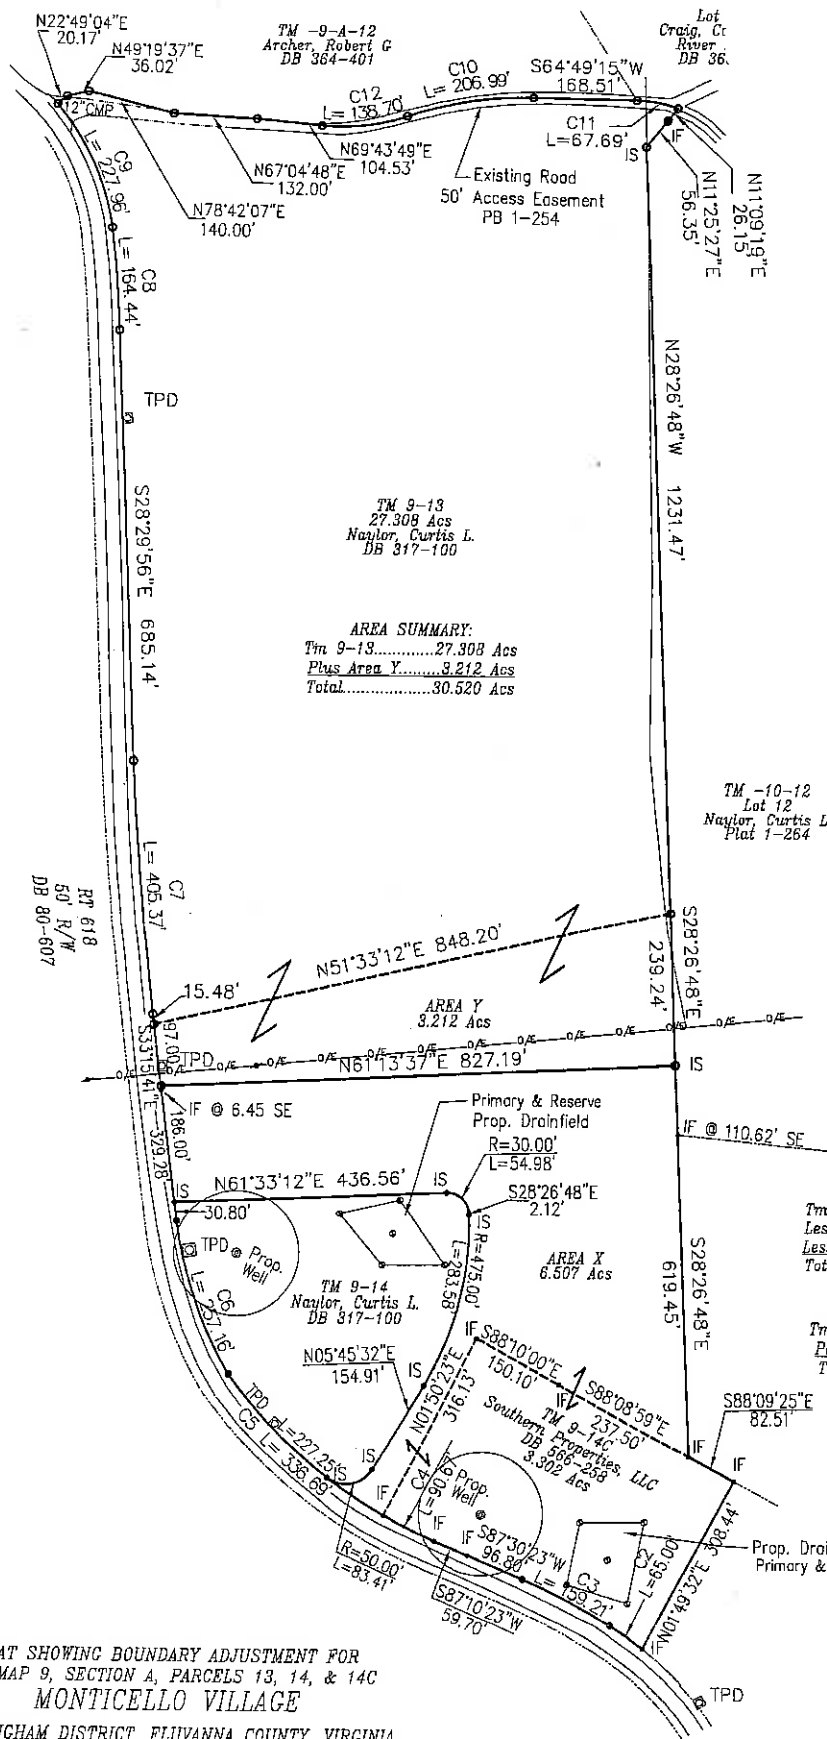 N22°49'04"E
20.17'
N49°19'37"E
36.02'
TM -9-A-12
Archer, Robert G
DB 364-401
C10
L= 206.99'
S64°49'15"W
168.51'
Lot
Craig,
River
DB
12"CMP
C12
L= 138.70'
C11
L=67.69'
IF
IS
N69°43'49"E
104.53'
N67°04'48"E
132.00'
N78°42'07"E
140.00'
Existing Road
50' Access Easement
PB 1-254
N11°09'19"E
26.15'
N11°25'27"E
56.35'
C9
L= 227.96'
C8
L= 164.44'
TPD
N28°26'48"W 1231.47'
S28°29'56"E 685.14'
TM 9-13
27.308 Acs
Naylor, Curtis L.
DB 317-100
AREA SUMMARY:
Tm 9-13.............27.308 Acs
Plus Area Y........3.212 Acs
Total...................30.520 Acs
TM -10-12
Lot 12
Naylor, Curtis L
Plat 1-264
C7
L= 405.37'
RT 618
50' R/W
DB 80-607
N51°33'12"E 848.20'
S28°26'48"E
239.24'
15.48'
AREA Y
3.212 Acs
97.00'
TPD
O/E O/E O/E O/E O/E O/E O/E O/E O/E O/E O/E O/E
S33°15'41"E 329.28'
N61°13'37"E 827.19'
IS
IF @ 6.45 SE
186.00'
Primary & Reserve
Prop. Drainfield
IF @ 110.62' SE
R=30.00'
L=54.98'
N61°33'12"E 436.56'
IS
IS
S28°26'48"E
2.12'
IS
30.80'
TPD
Prop.
Well
R=475.00'
L=283.58'
AREA X
6.507 Acs
S28°26'48"E
619.45'
Tm
Les
Les
Tot
TM 9-14
Naylor, Curtis L.
DB 317-100
C6
L= 257.16'
N05°45'32"E
154.91'
IF
S88°10'00"E
150.10'
IF
S88°08'59"E
237.50'
Tm
P
T
S88°09'25"E
82.51'
N01°50'23"E
316.13'
TM 9-14C
Southern Properties, LLC
DB 566-258
3.302 Acs
IF
TPD
C5
L= 336.69'
L=227.25'
IS
IF
C4
L=90.67'
Prop.
Well
S87°30'23"W
96.80'
C2
L=65.00'
C3
L= 159.21'
N01°49'32"E 308.44'
IF
Prop. Drai
Primary &
R=50.00'
L=83.41'
S87°10'23"W
59.70'
TPD
AT SHOWING BOUNDARY ADJUSTMENT FOR
MAP 9, SECTION A, PARCELS 13, 14, & 14C
MONTICELLO VILLAGE
GHAM DISTRICT, FLUVANNA COUNTY, VIRGINIA